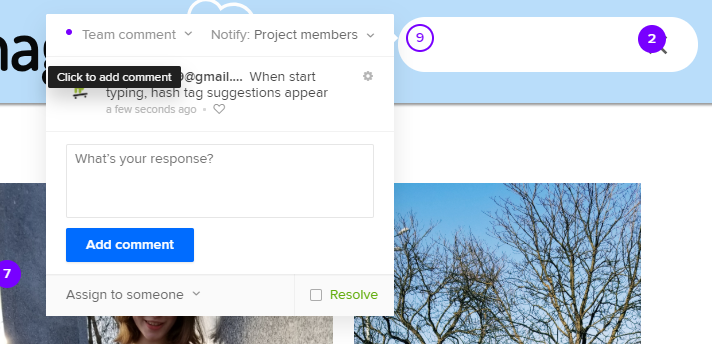 Team comment Notify: Project members
9
2
Click to add comment
@gmail.... When start
typing, hash tag suggestions appear
a few seconds ago •
What's your response?
Add comment
7
Assign to someone
Resolve